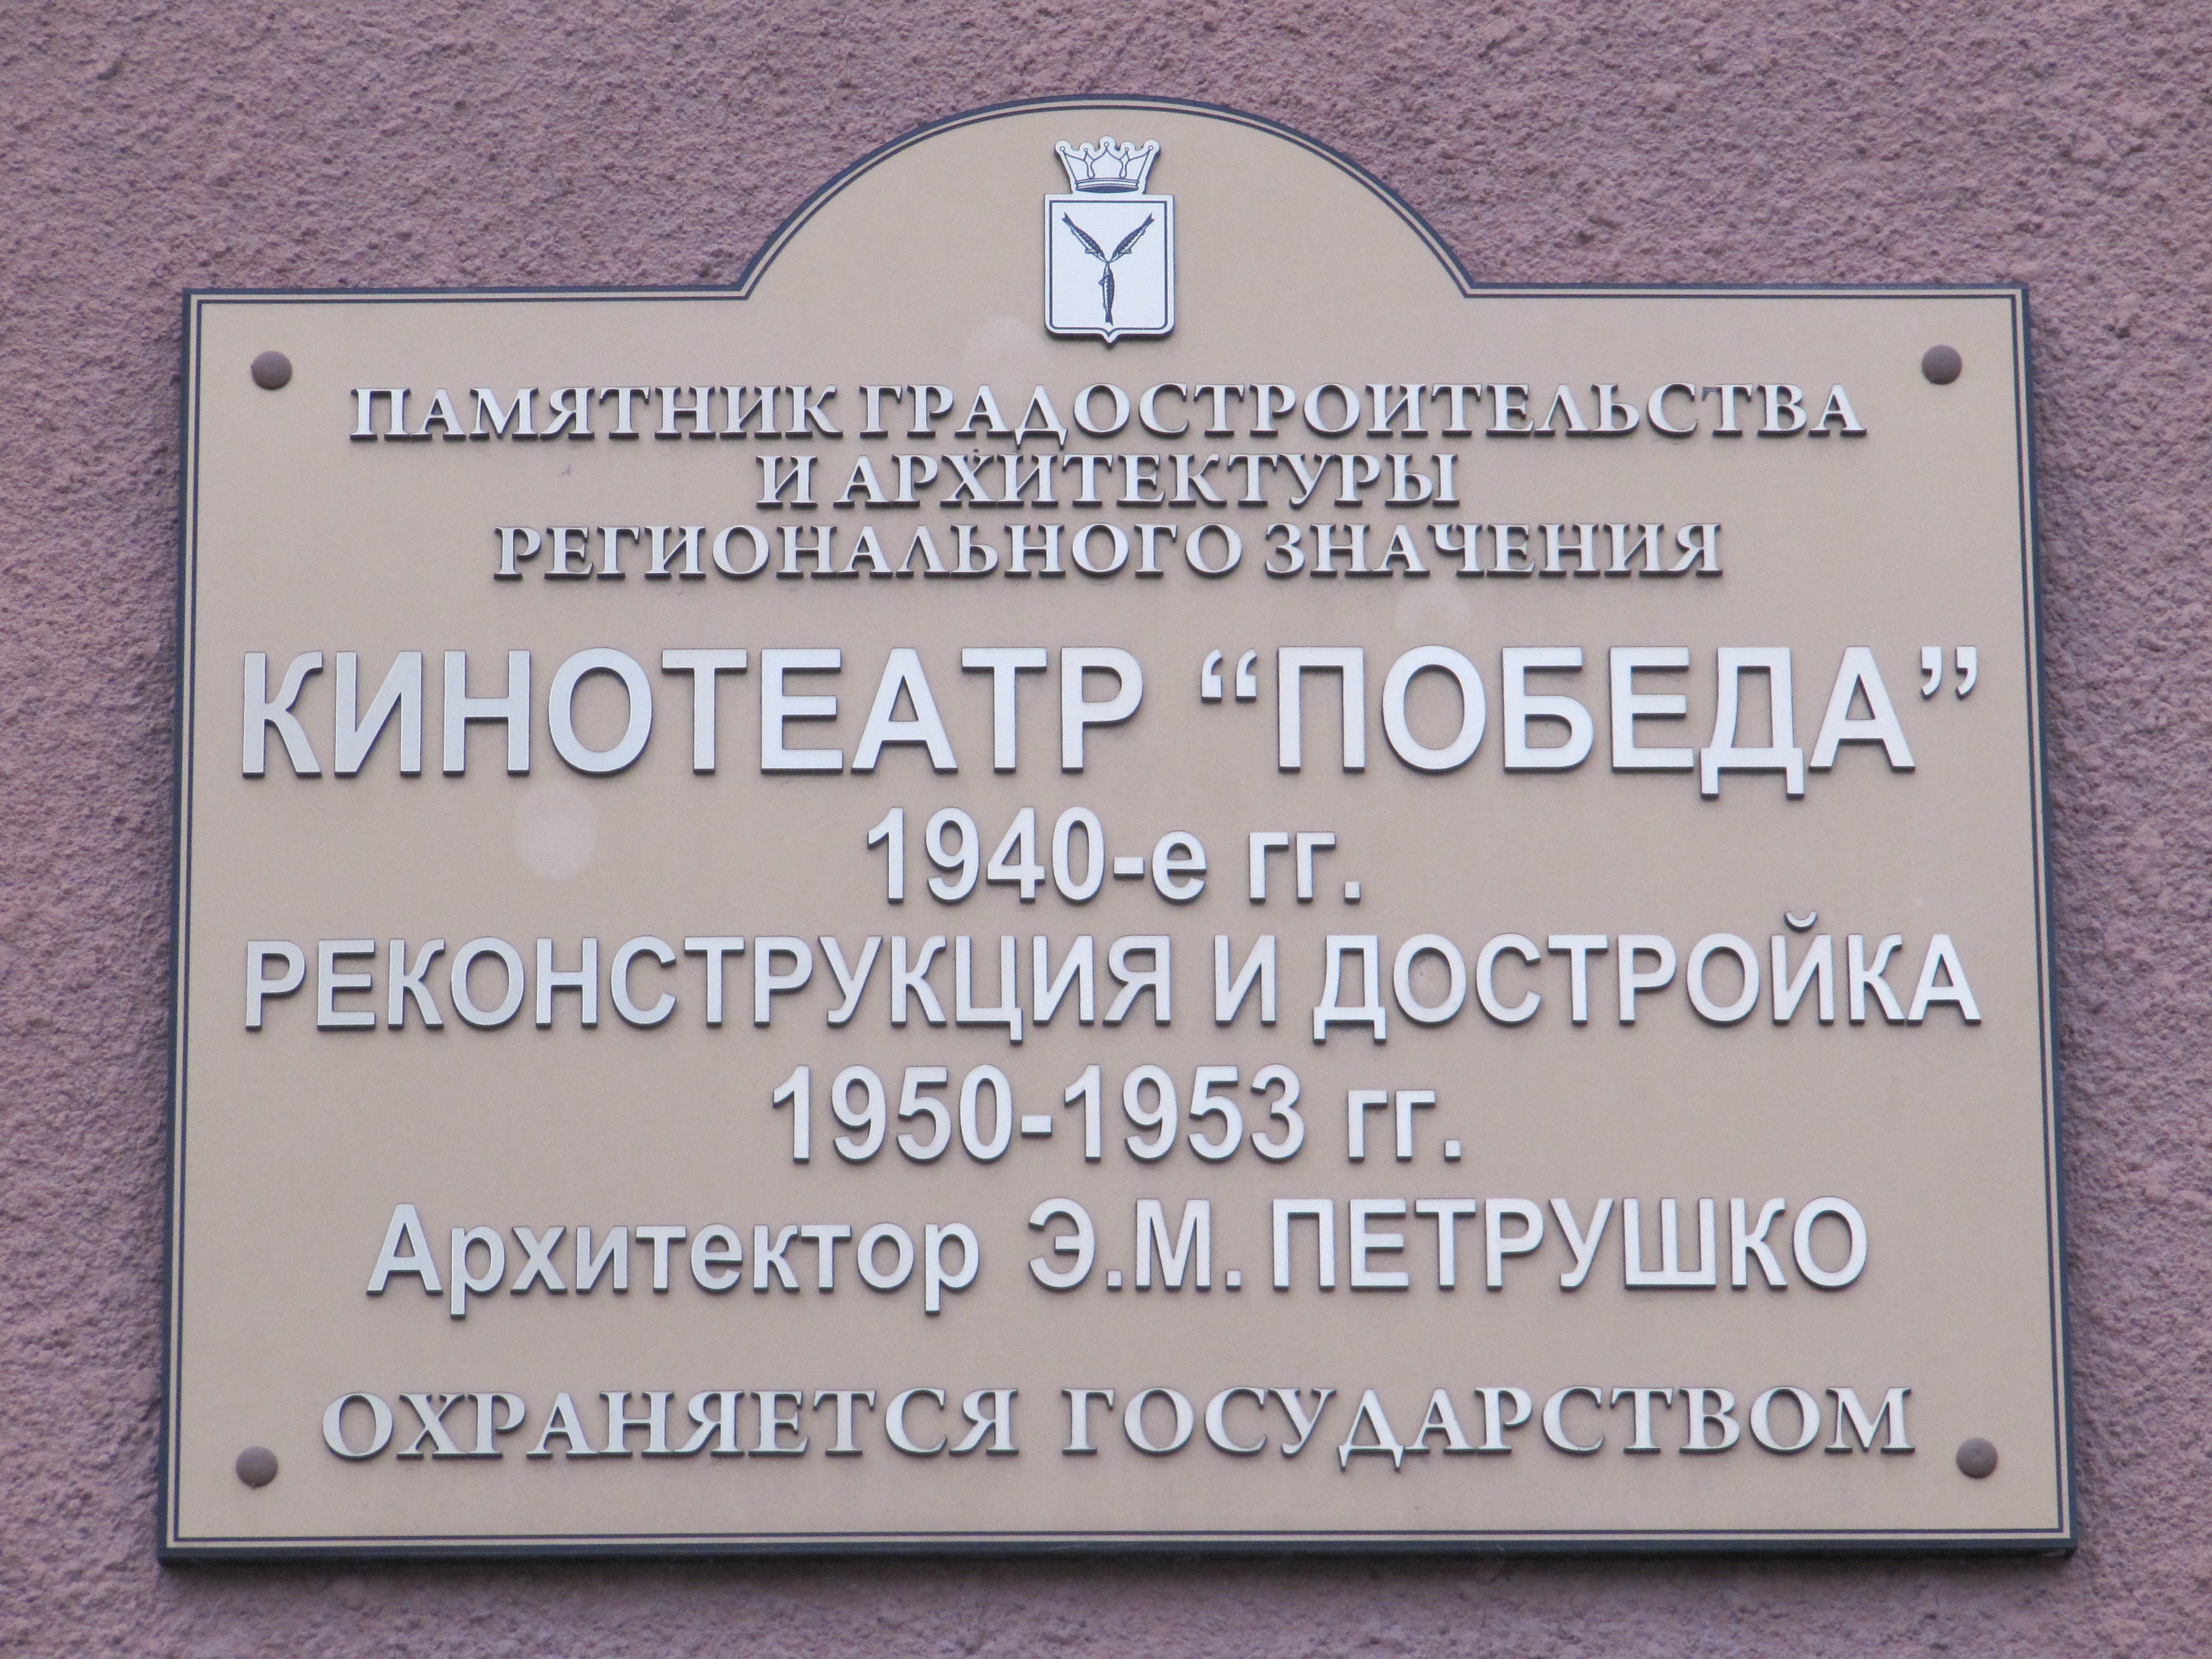 ПАМЯТНИК ГРАДОСТРОИТЕЛЬСТВА
И АРХИТЕКТУРЫ
РЕГИОНАЛЬНОГО ЗНАЧЕНИЯ
КИНОТЕАТР “ПОБЕДА”
1940-е гг.
РЕКОНСТРУКЦИЯ И ДОСТРОЙКА
1950-1953 гг.
Архитектор Э.М. ПЕТРУШКО
ОХРАНЯЕТСЯ ГОСУДАРСТВОМ